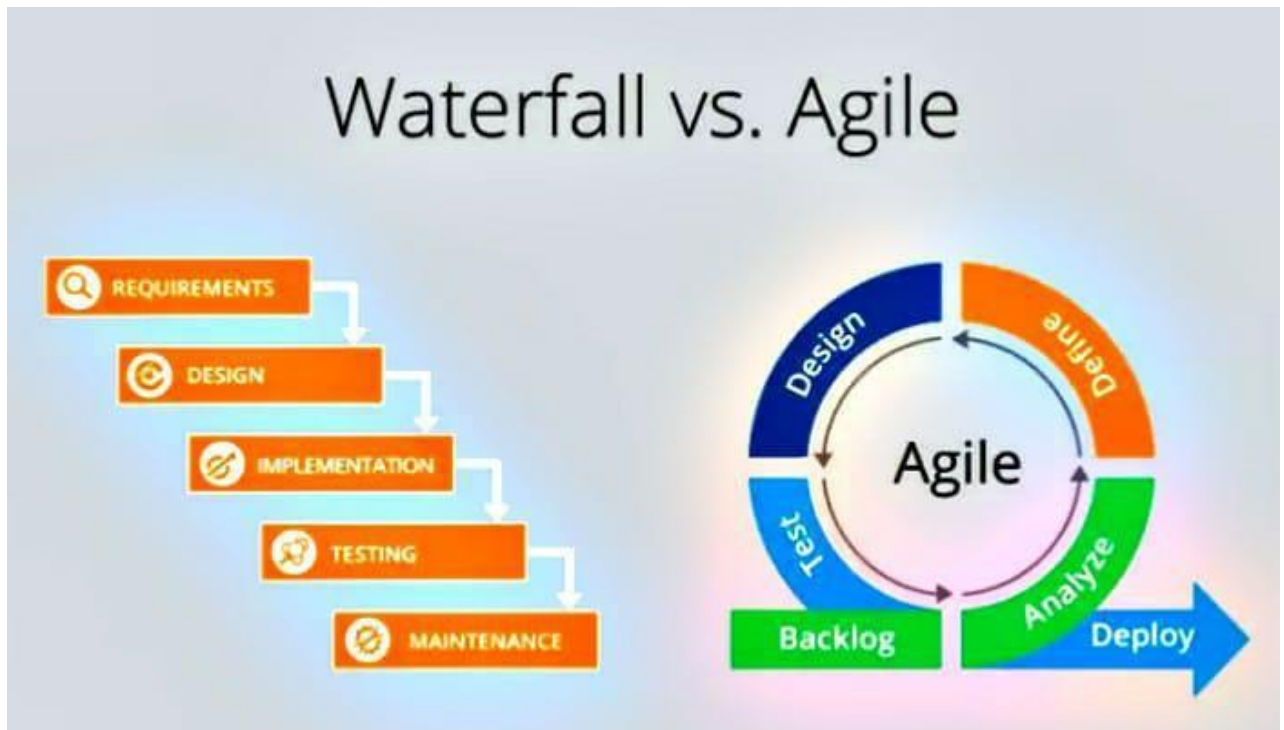 Waterfall vs. Agile
REQUIREMENTS
DESIGN
IMPLEMENTATION
TESTING
MAINTENANCE
Design
Define
Agile
Test
Analyze
Backlog
Deploy